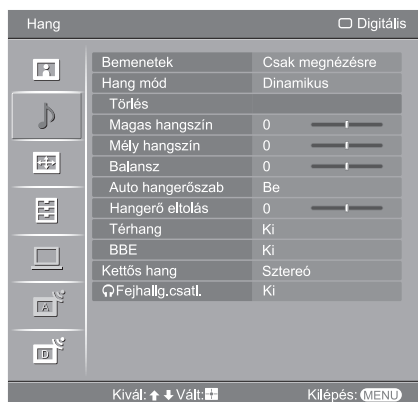 Hang Digitális
Bemenetek Csak megnézésre
Hang mód Dinamikus
Törlés
Magas hangszín 0
Mély hangszín 0
Balansz 0
Auto hangerőszab Be
Hangerő eltolás 0
Térhang Ki
BBE Ki
Kettős hang Sztereó
Fejhallg.csatl. Ki
A
D
Kivál: Vált: Kilépés: MENU